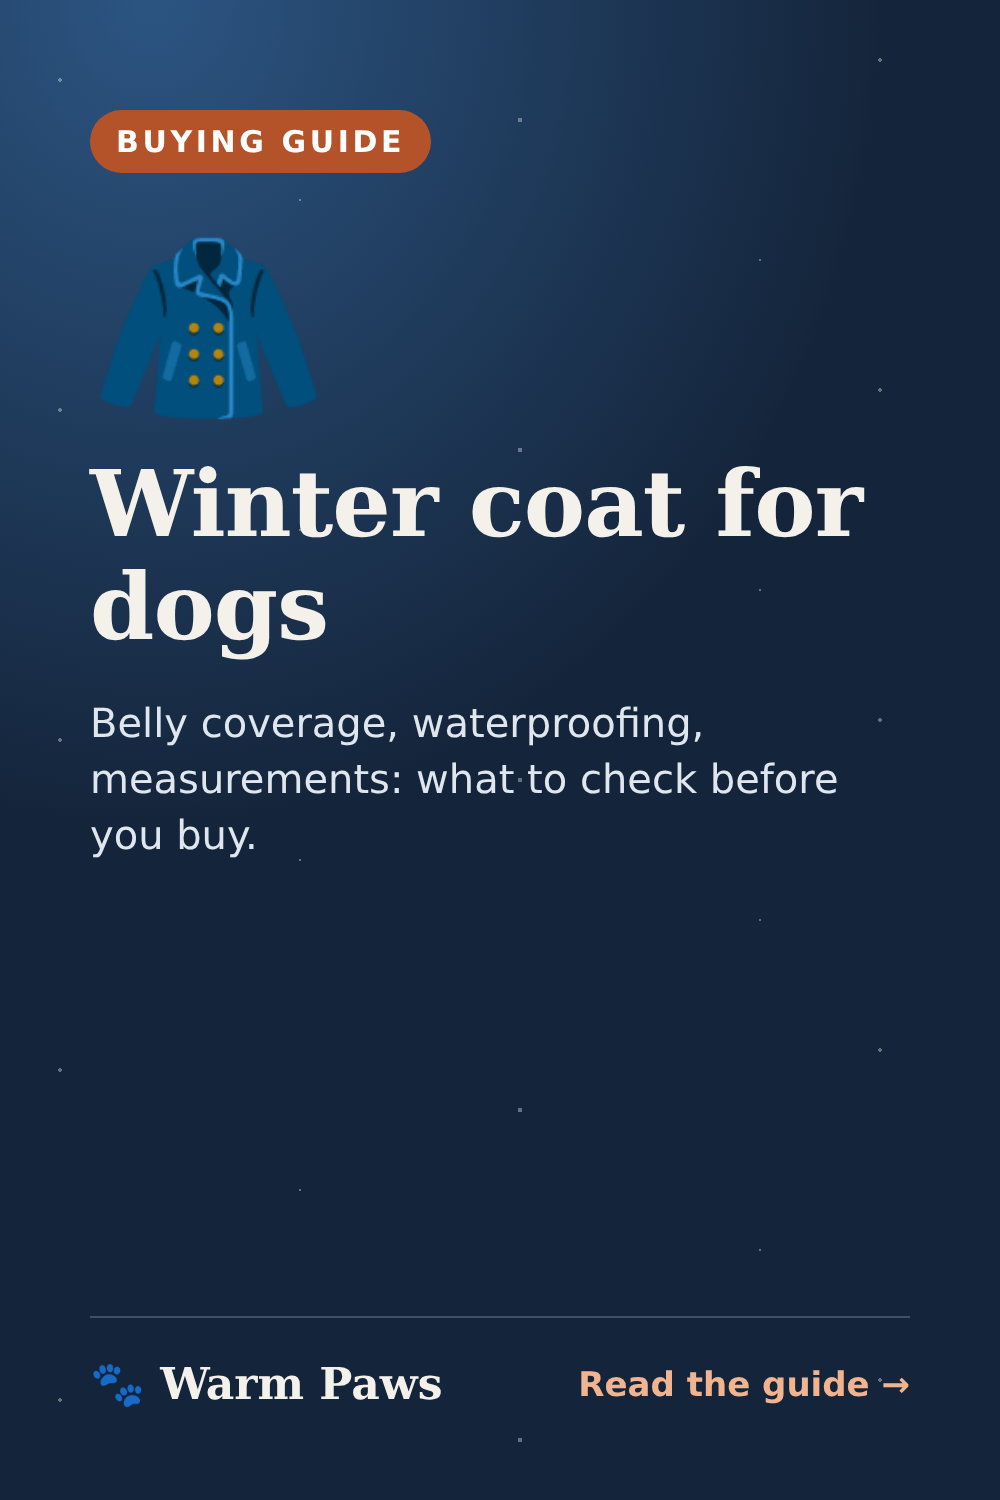 BUYING GUIDE
Winter coat for
dogs
Belly coverage, waterproofing,
measurements: what to check before
you buy.
Warm Paws
Read the guide →